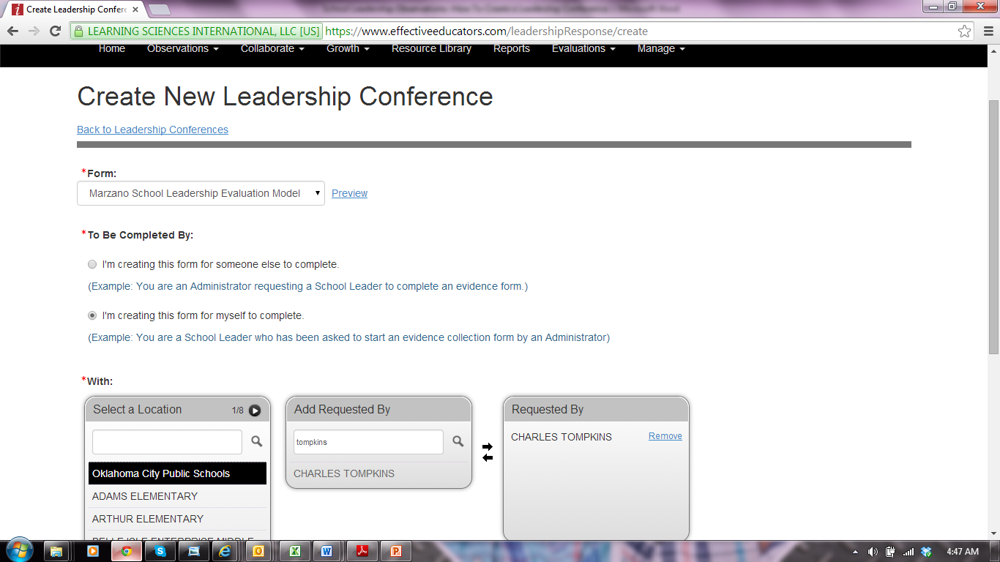 Create Leadership Confere
School Leadership Observations: How To Create a Leadership Conference - Microsoft Word
LEARNING SCIENCES INTERNATIONAL, LLC [US] https://www.effectiveeducators.com/leadershipResponse/create
Home Observations Collaborate Growth Resource Library Reports Evaluations Manage
Create New Leadership Conference
Back to Leadership Conferences
*Form:
Marzano School Leadership Evaluation Model Preview
*To Be Completed By:
I'm creating this form for someone else to complete.
(Example: You are an Administrator requesting a School Leader to complete an evidence form.)
I'm creating this form for myself to complete.
(Example: You are a School Leader who has been asked to start an evidence collection form by an Administrator)
*With:
Select a Location 1/8
Add Requested By
Requested By
tompkins
CHARLES TOMPKINS Remove
Oklahoma City Public Schools
CHARLES TOMPKINS
ADAMS ELEMENTARY
ARTHUR ELEMENTARY
BELLE ISLE ENTERPRISE MIDDLE
4:47 AM